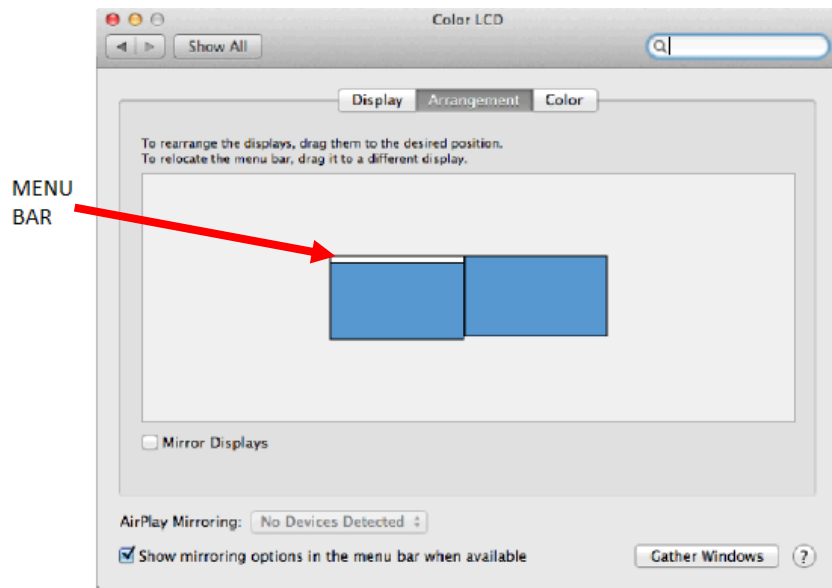 Color LCD
Show All
Display Arrangement Color
To rearrange the displays, drag them to the desired position.
To relocate the menu bar, drag it to a different display.
MENU
BAR
Mirror Displays
AirPlay Mirroring: No Devices Detected
Show mirroring options in the menu bar when available
Gather Windows ?